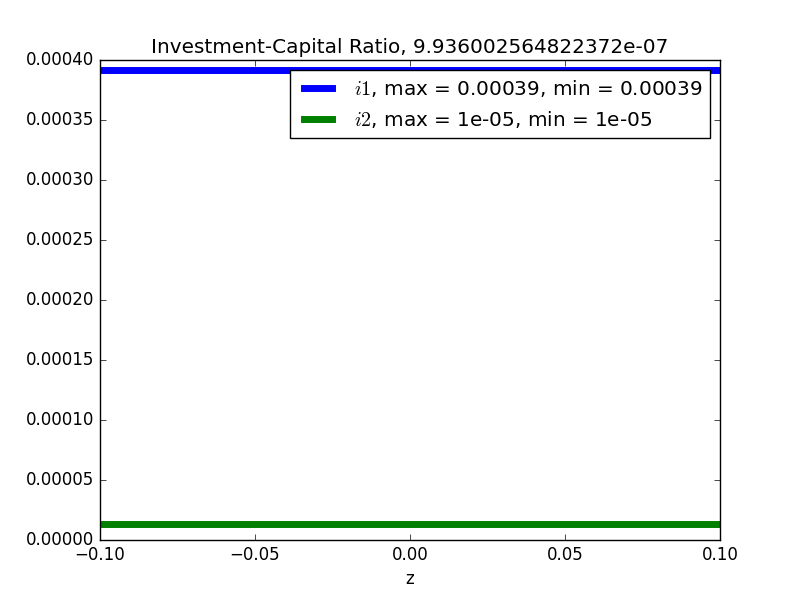 Investment-Capital Ratio, 9.936002564822372e-07
0.00040
i1, max = 0.00039, min = 0.00039
i2, max = 1e-05, min = 1e-05
0.00035
0.00030
0.00025
0.00020
0.00015
0.00010
0.00005
0.00000
−0.10 −0.05 0.00 0.05 0.10
z